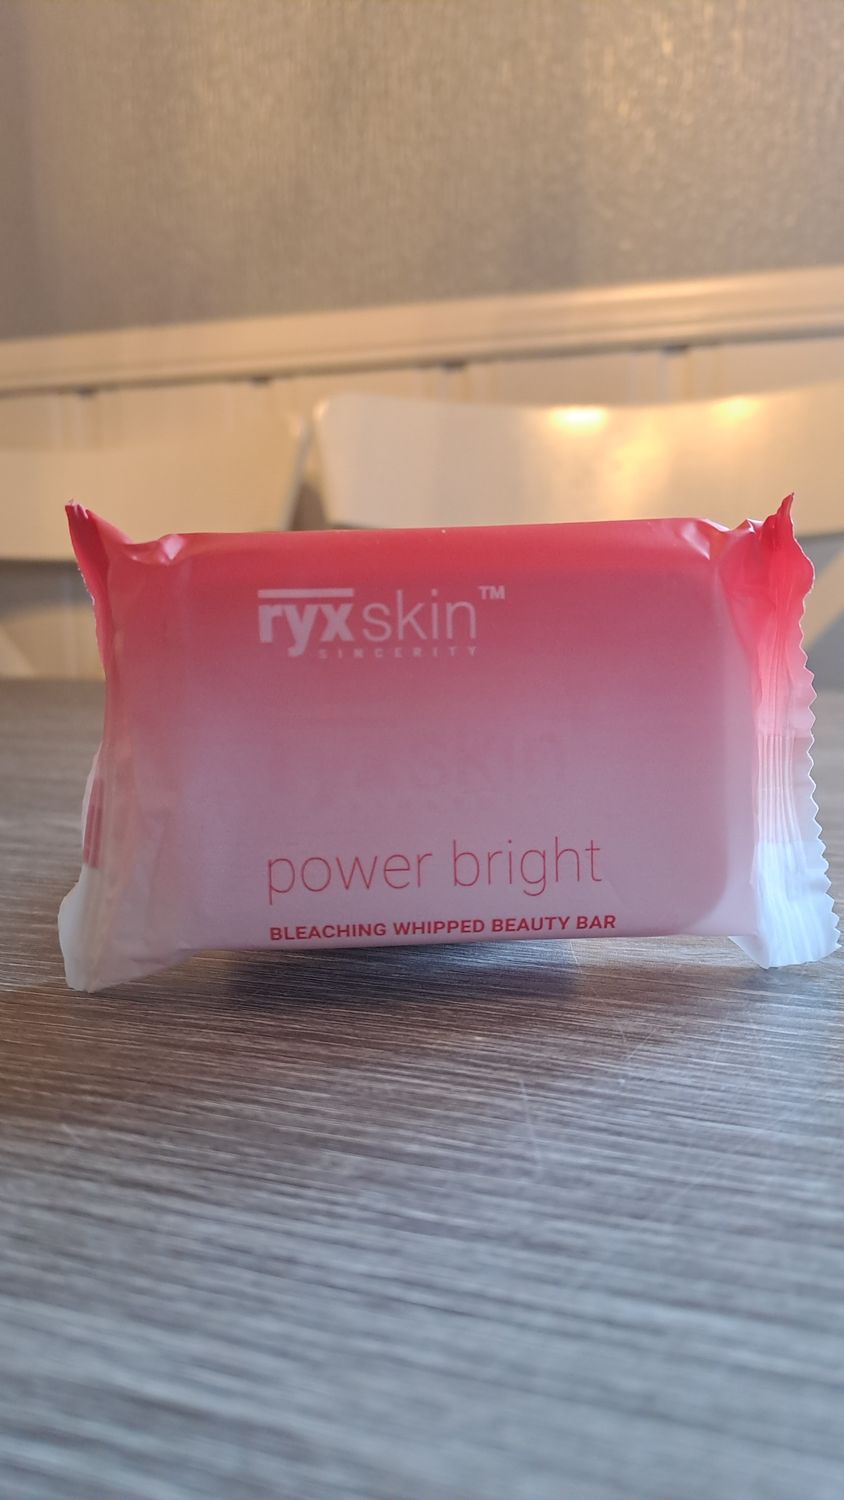 ryxskin™
SINCERITY
power bright
BLEACHING WHIPPED BEAUTY BAR